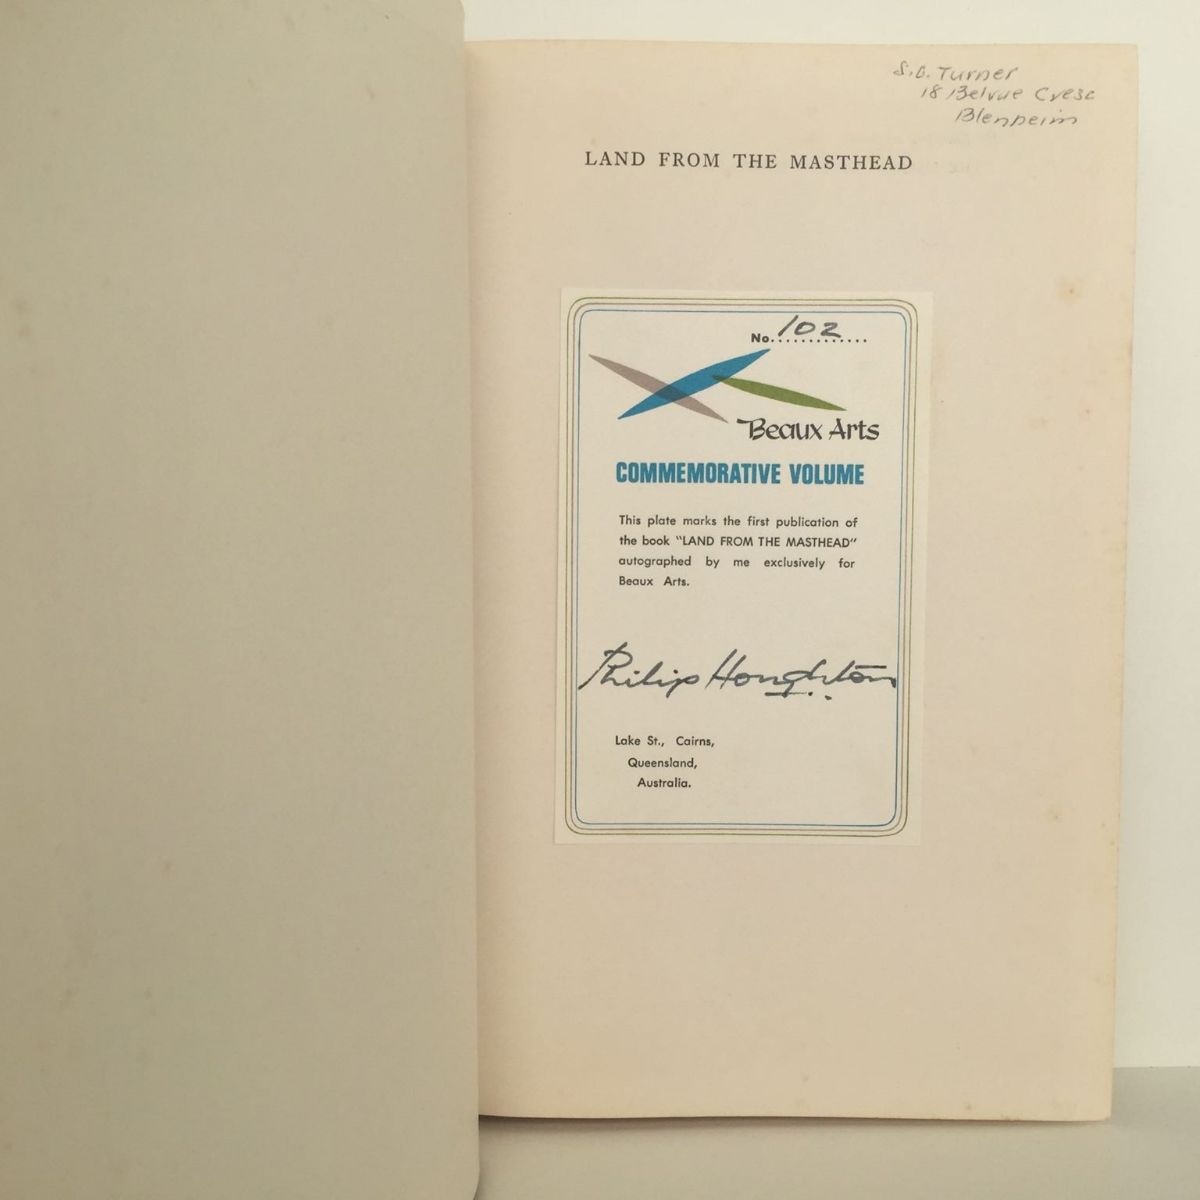 S.D. Turner
18 Belvue Cresc
Blenheim
LAND FROM THE MASTHEAD
No. 102
Beaux Arts
COMMEMORATIVE VOLUME
This plate marks the first publication of
the book "LAND FROM THE MASTHEAD"
autographed by me exclusively for
Beaux Arts.
Philip Houghton
Lake St., Cairns,
Queensland,
Australia.